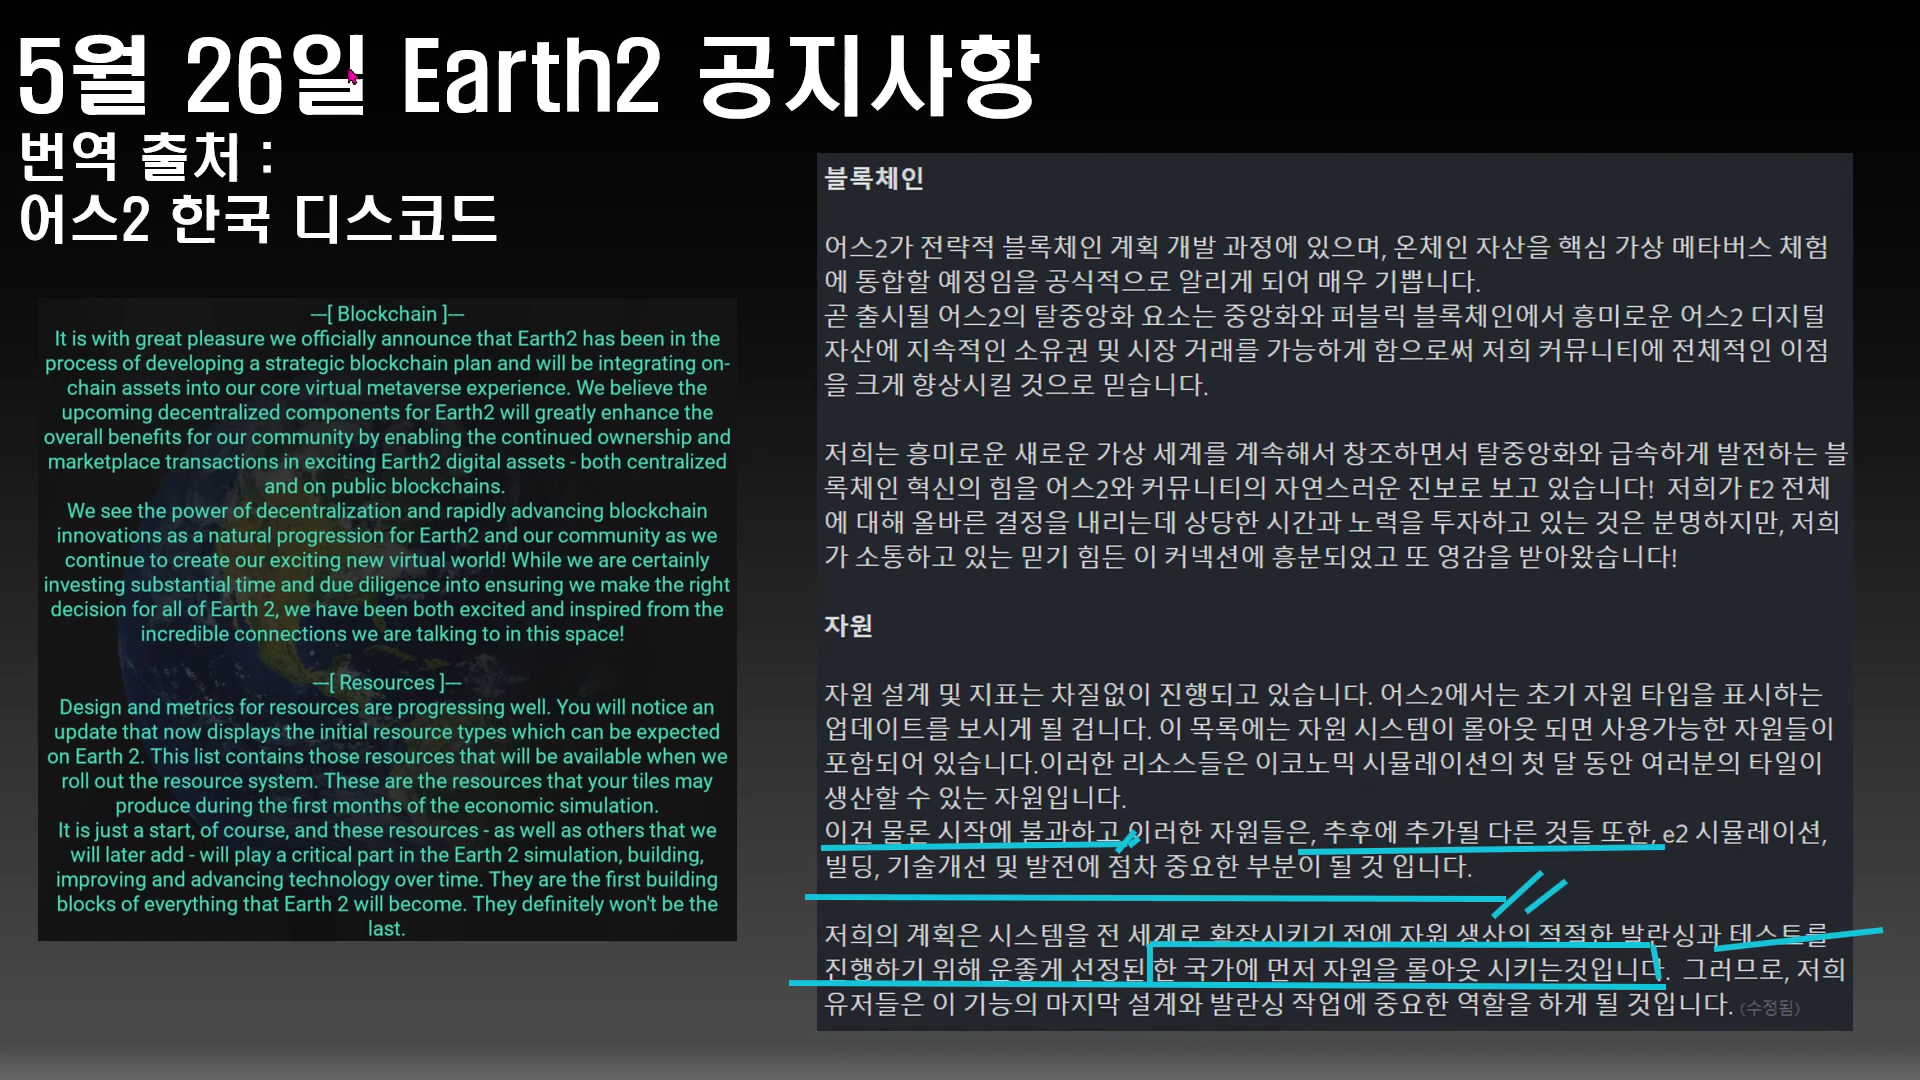 5월 26일 Earth2 공지사항
번역 출처 :
어스2 한국 디스코드
---[ Blockchain ]---
It is with great pleasure we officially announce that Earth2 has been in the
process of developing a strategic blockchain plan and will be integrating on-
chain assets into our core virtual metaverse experience. We believe the
upcoming decentralized components for Earth2 will greatly enhance the
overall benefits for our community by enabling the continued ownership and
marketplace transactions in exciting Earth2 digital assets - both centralized
and on public blockchains.
We see the power of decentralization and rapidly advancing blockchain
innovations as a natural progression for Earth2 and our community as we
continue to create our exciting new virtual world! While we are certainly
investing substantial time and due diligence into ensuring we make the right
decision for all of Earth 2, we have been both excited and inspired from the
incredible connections we are talking to in this space!
---[ Resources ]---
Design and metrics for resources are progressing well. You will notice an
update that now displays the initial resource types which can be expected
on Earth 2. This list contains those resources that will be available when we
roll out the resource system. These are the resources that your tiles may
produce during the first months of the economic simulation.
It is just a start, of course, and these resources - as well as others that we
will later add - will play a critical part in the Earth 2 simulation, building,
improving and advancing technology over time. They are the first building
blocks of everything that Earth 2 will become. They definitely won't be the
last.
블록체인
어스2가 전략적 블록체인 계획 개발 과정에 있으며, 온체인 자산을 핵심 가상 메타버스 체험
에 통합할 예정임을 공식적으로 알리게 되어 매우 기쁩니다.
곧 출시될 어스2의 탈중앙화 요소는 중앙화와 퍼블릭 블록체인에서 흥미로운 어스2 디지털
자산에 지속적인 소유권 및 시장 거래를 가능하게 함으로써 저희 커뮤니티에 전체적인 이점
을 크게 향상시킬 것으로 믿습니다.
저희는 흥미로운 새로운 가상 세계를 계속해서 창조하면서 탈중앙화와 급속하게 발전하는 블
록체인 혁신의 힘을 어스2와 커뮤니티의 자연스러운 진보로 보고 있습니다! 저희가 E2 전체
에 대해 올바른 결정을 내리는데 상당한 시간과 노력을 투자하고 있는 것은 분명하지만, 저희
가 소통하고 있는 믿기 힘든 이 커넥션에 흥분되었고 또 영감을 받아왔습니다!
자원
자원 설계 및 지표는 차질없이 진행되고 있습니다. 어스2에서는 초기 자원 타입을 표시하는
업데이트를 보시게 될 겁니다. 이 목록에는 자원 시스템이 롤아웃 되면 사용가능한 자원들이
포함되어 있습니다.이러한 리소스들은 이코노믹 시뮬레이션의 첫 달 동안 여러분의 타일이
생산할 수 있는 자원입니다.
이건 물론 시작에 불과하고 이러한 자원들은, 추후에 추가될 다른 것들 또한, e2 시뮬레이션,
빌딩, 기술개선 및 발전에 점차 중요한 부분이 될 것 입니다.
저희의 계획은 시스템을 전 세계로 확장시키기 전에 자원 생산의 적절한 발란싱과 테스트를
진행하기 위해 운좋게 선정된 한 국가에 먼저 자원을 롤아웃 시키는것입니다. 그러므로, 저희
유저들은 이 기능의 마지막 설계와 발란싱 작업에 중요한 역할을 하게 될 것입니다. (수정됨)